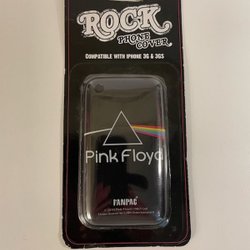 ROCK
PHONE
COVER
COMPATIBLE WITH IPHONE 3G & 3GS
Pink Floyd
FANPAC